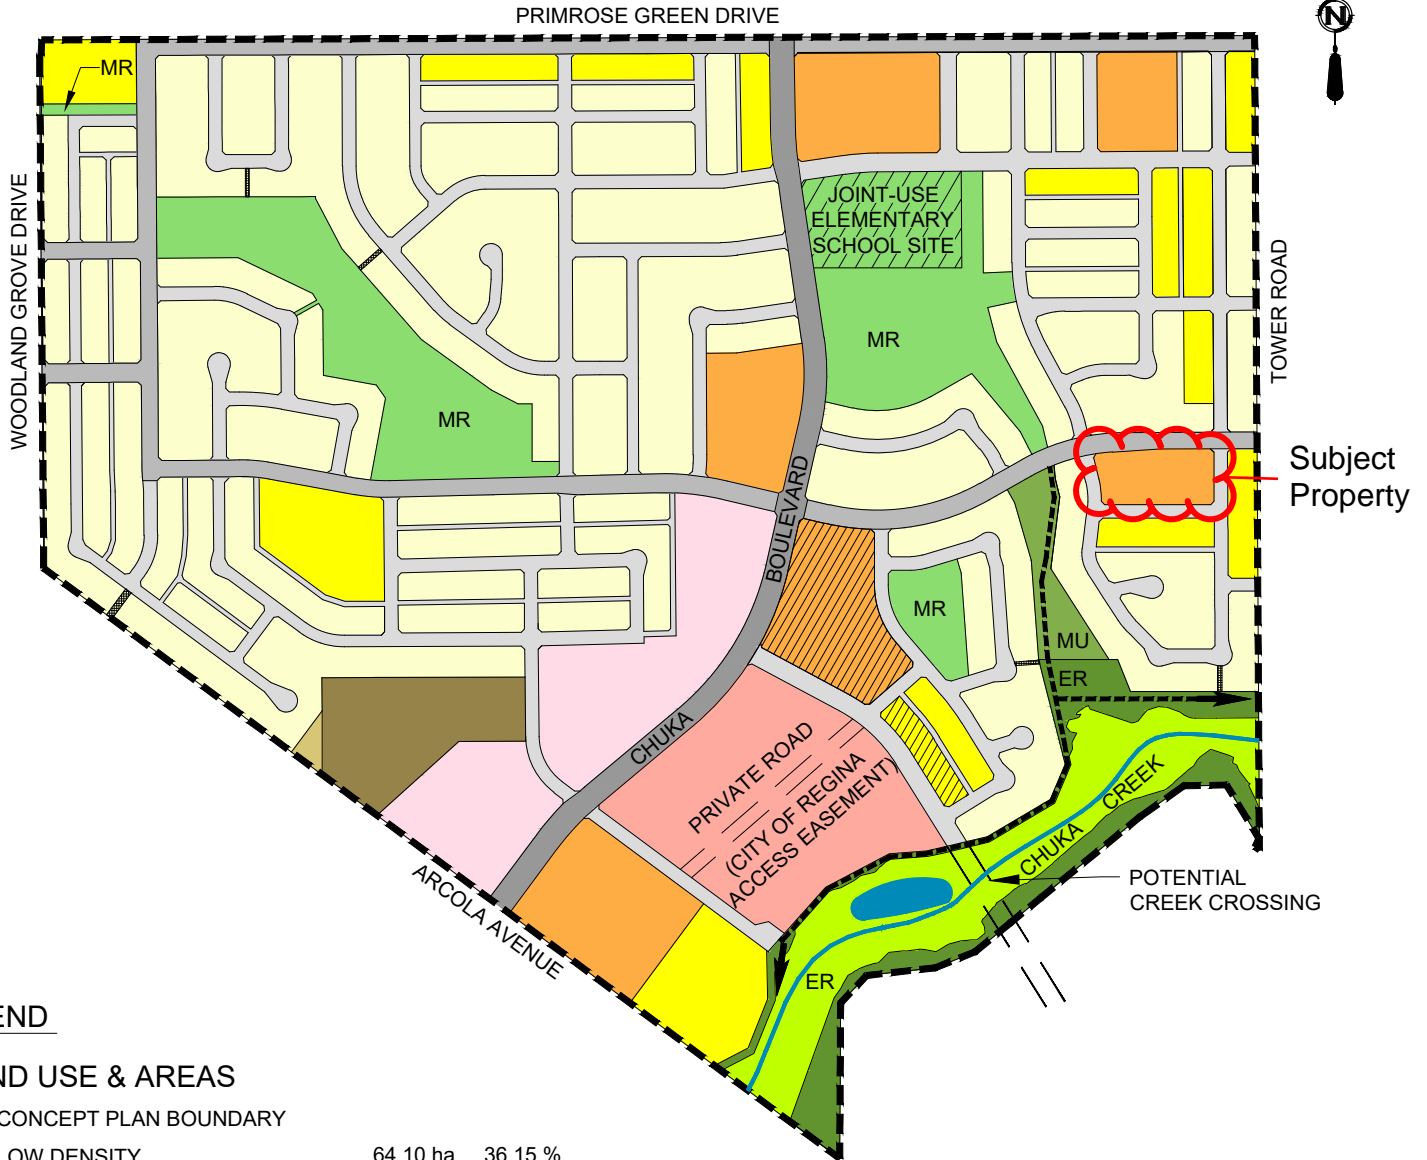 PRIMROSE GREEN DRIVE
N
MR
WOODLAND GROVE DRIVE
JOINT-USE
ELEMENTARY
SCHOOL SITE
TOWER ROAD
MR
MR
Subject
Property
BOULEVARD
MR
MU
ER
CHUKA
PRIVATE ROAD
(CITY OF REGINA
ACCESS EASEMENT)
CHUKA
CREEK
POTENTIAL
CREEK CROSSING
ARCOLA AVENUE
ER
END
ND USE & AREAS
CONCEPT PLAN BOUNDARY
LOW DENSITY 64.10 ha 36.15 %